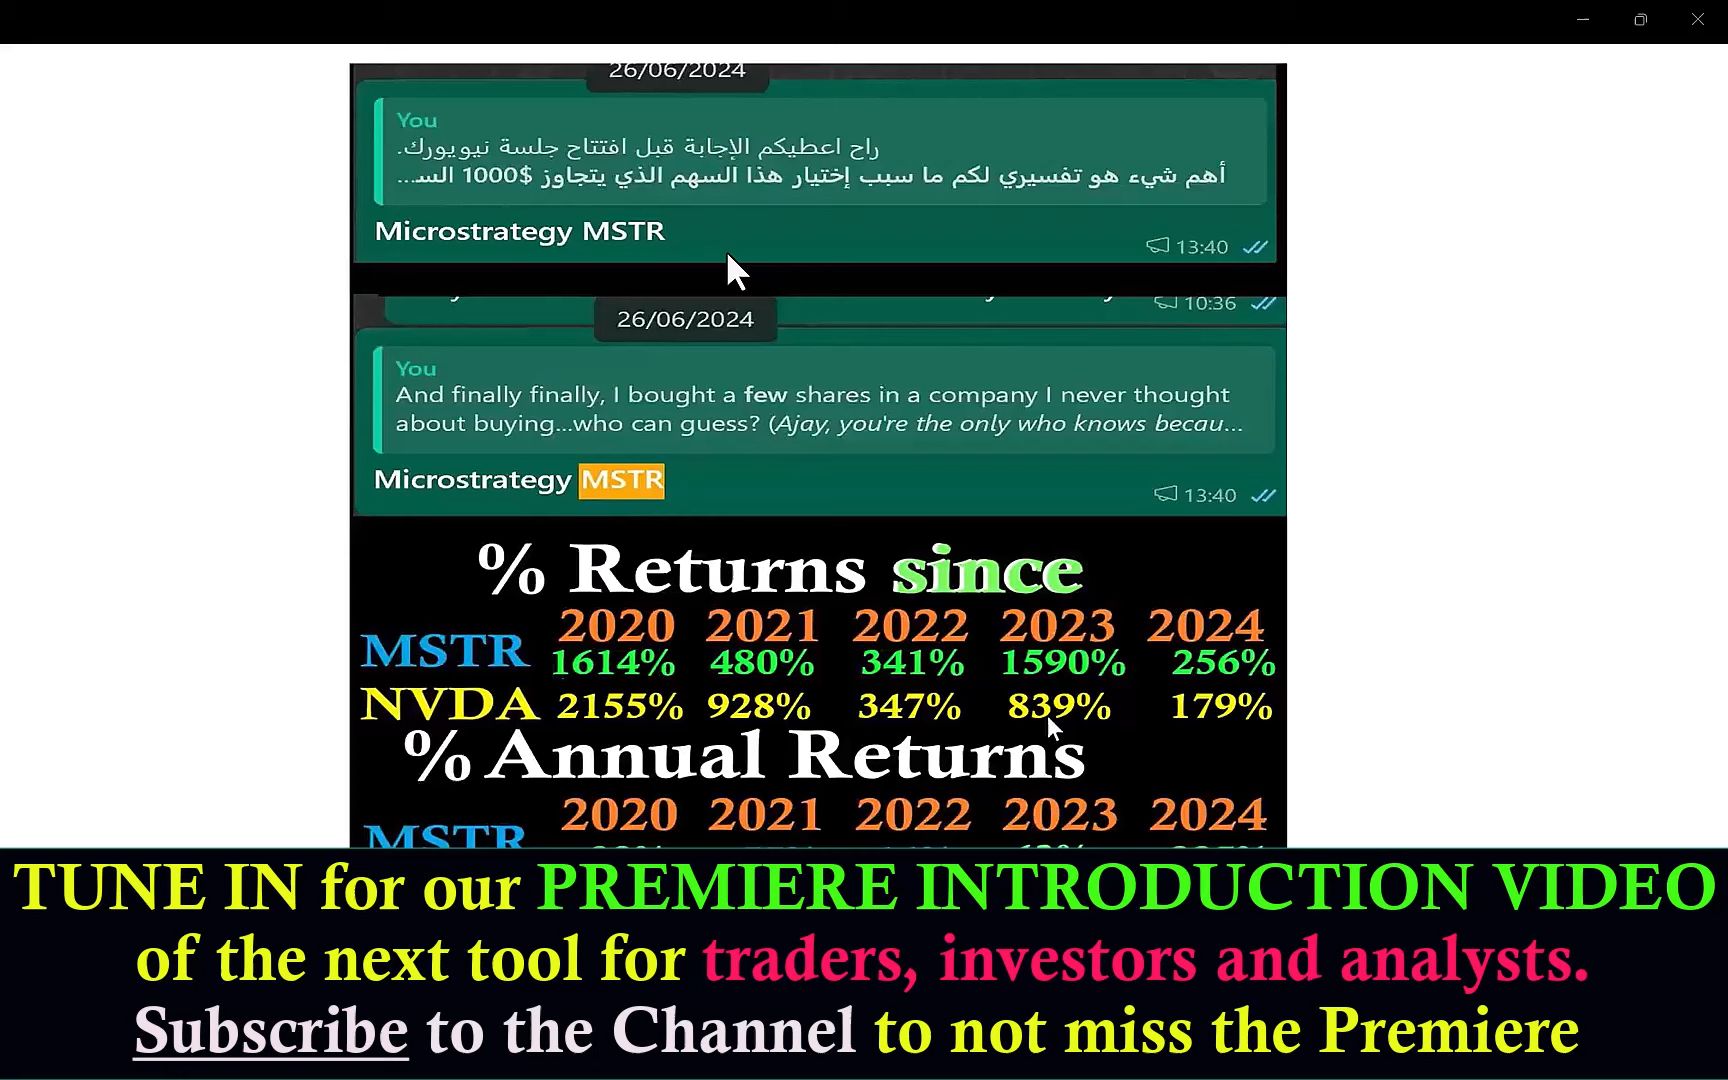 26/06/2024
You
راح اعطيكم الإجابة قبل افتتاح جلسة نيويورك.
أهم شيء هو تفسيري لكم ما سبب إختيار هذا السهم الذي يتجاوز $1000 الســ...
Microstrategy MSTR
13:40
10:36
26/06/2024
You
And finally finally, I bought a few shares in a company I never thought
about buying...who can guess? (Ajay, you're the only who knows becau...
Microstrategy MSTR
13:40
% Returns since
2020 2021 2022 2023 2024
MSTR 1614% 480% 341% 1590% 256%
NVDA 2155% 928% 347% 839% 179%
% Annual Returns
2020 2021 2022 2023 2024
MSTR
TUNE IN for our PREMIERE INTRODUCTION VIDEO
of the next tool for traders, investors and analysts.
Subscribe to the Channel to not miss the Premiere